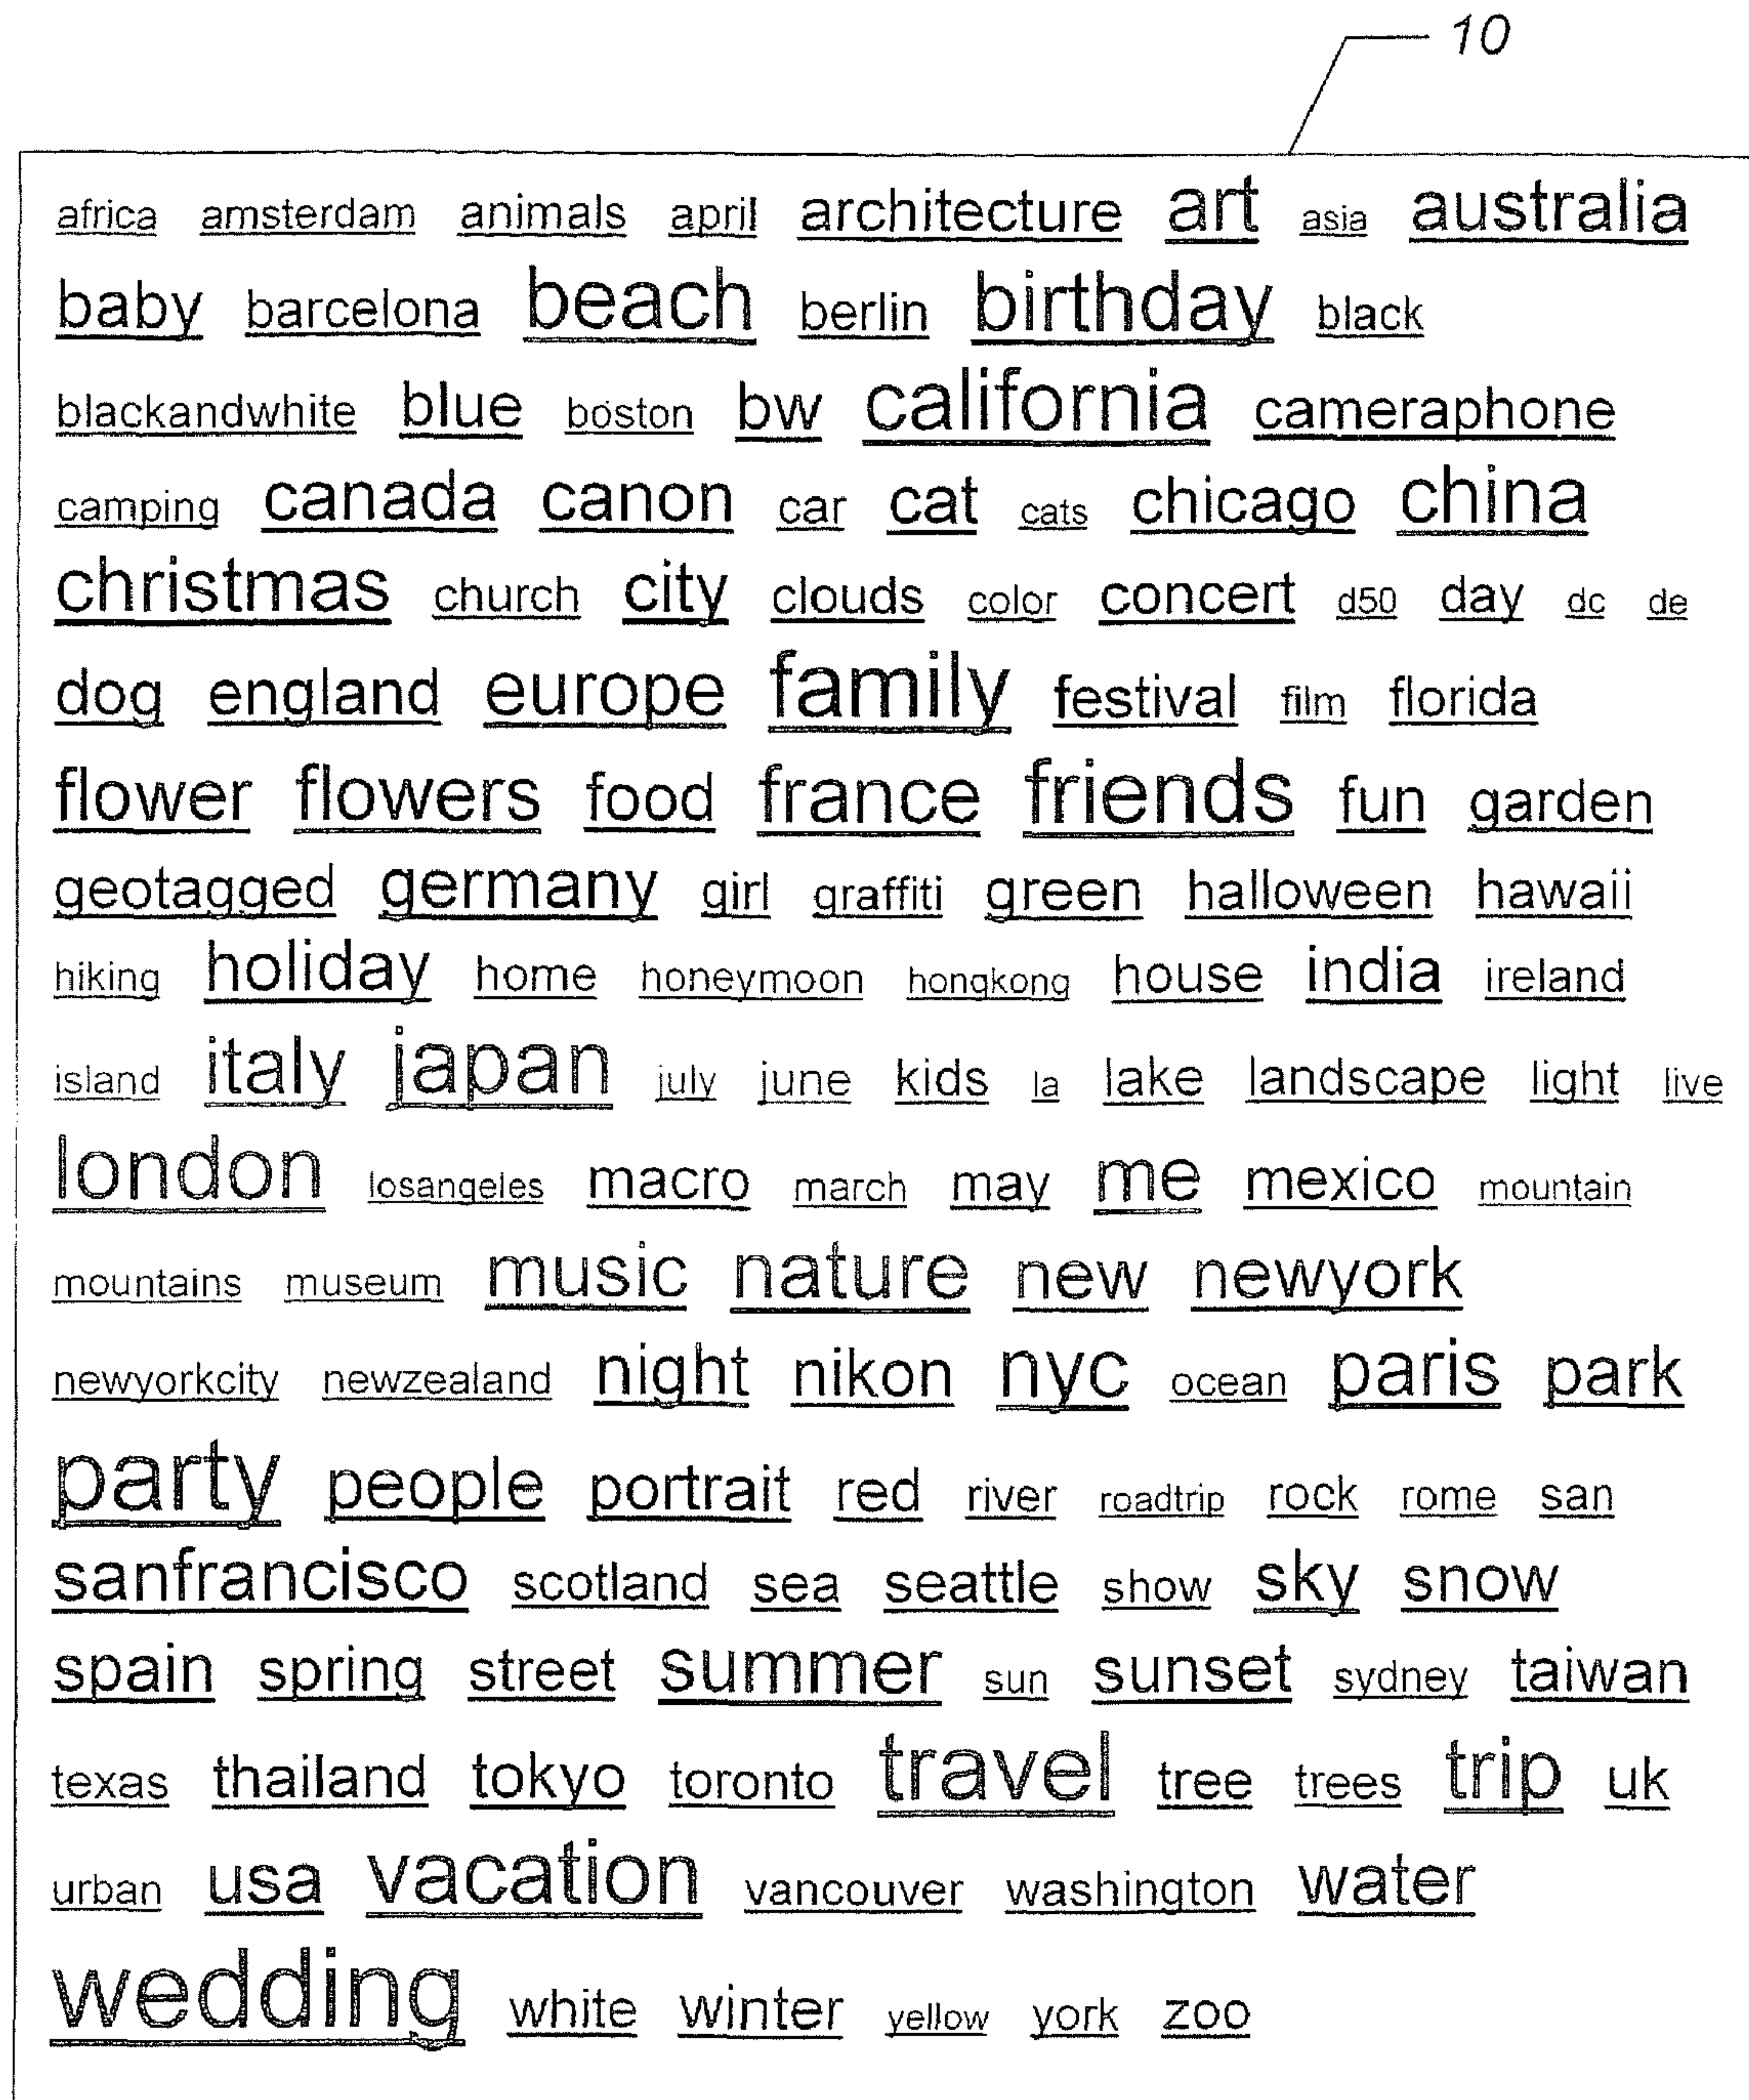 10
africa amsterdam animals april architecture art asia australia
baby barcelona beach berlin birthday black
blackandwhite blue boston bw california cameraphone
camping canada canon car cat cats chicago china
christmas church city clouds color concert d50 day dc de
dog england europe family festival film florida
flower flowers food france friends fun garden
geotagged germany girl graffiti green halloween hawaii
hiking holiday home honeymoon hongkong house india ireland
island italy japan july june kids la lake landscape light live
london losangeles macro march may me mexico mountain
mountains museum music nature new newyork
newyorkcity newzealand night nikon nyc ocean paris park
party people portrait red river roadtrip rock rome san
sanfrancisco scotland sea seattle show sky snow
spain spring street summer sun sunset sydney taiwan
texas thailand tokyo toronto travel tree trees trip uk
urban usa vacation vancouver washington water
wedding white winter yellow york zoo